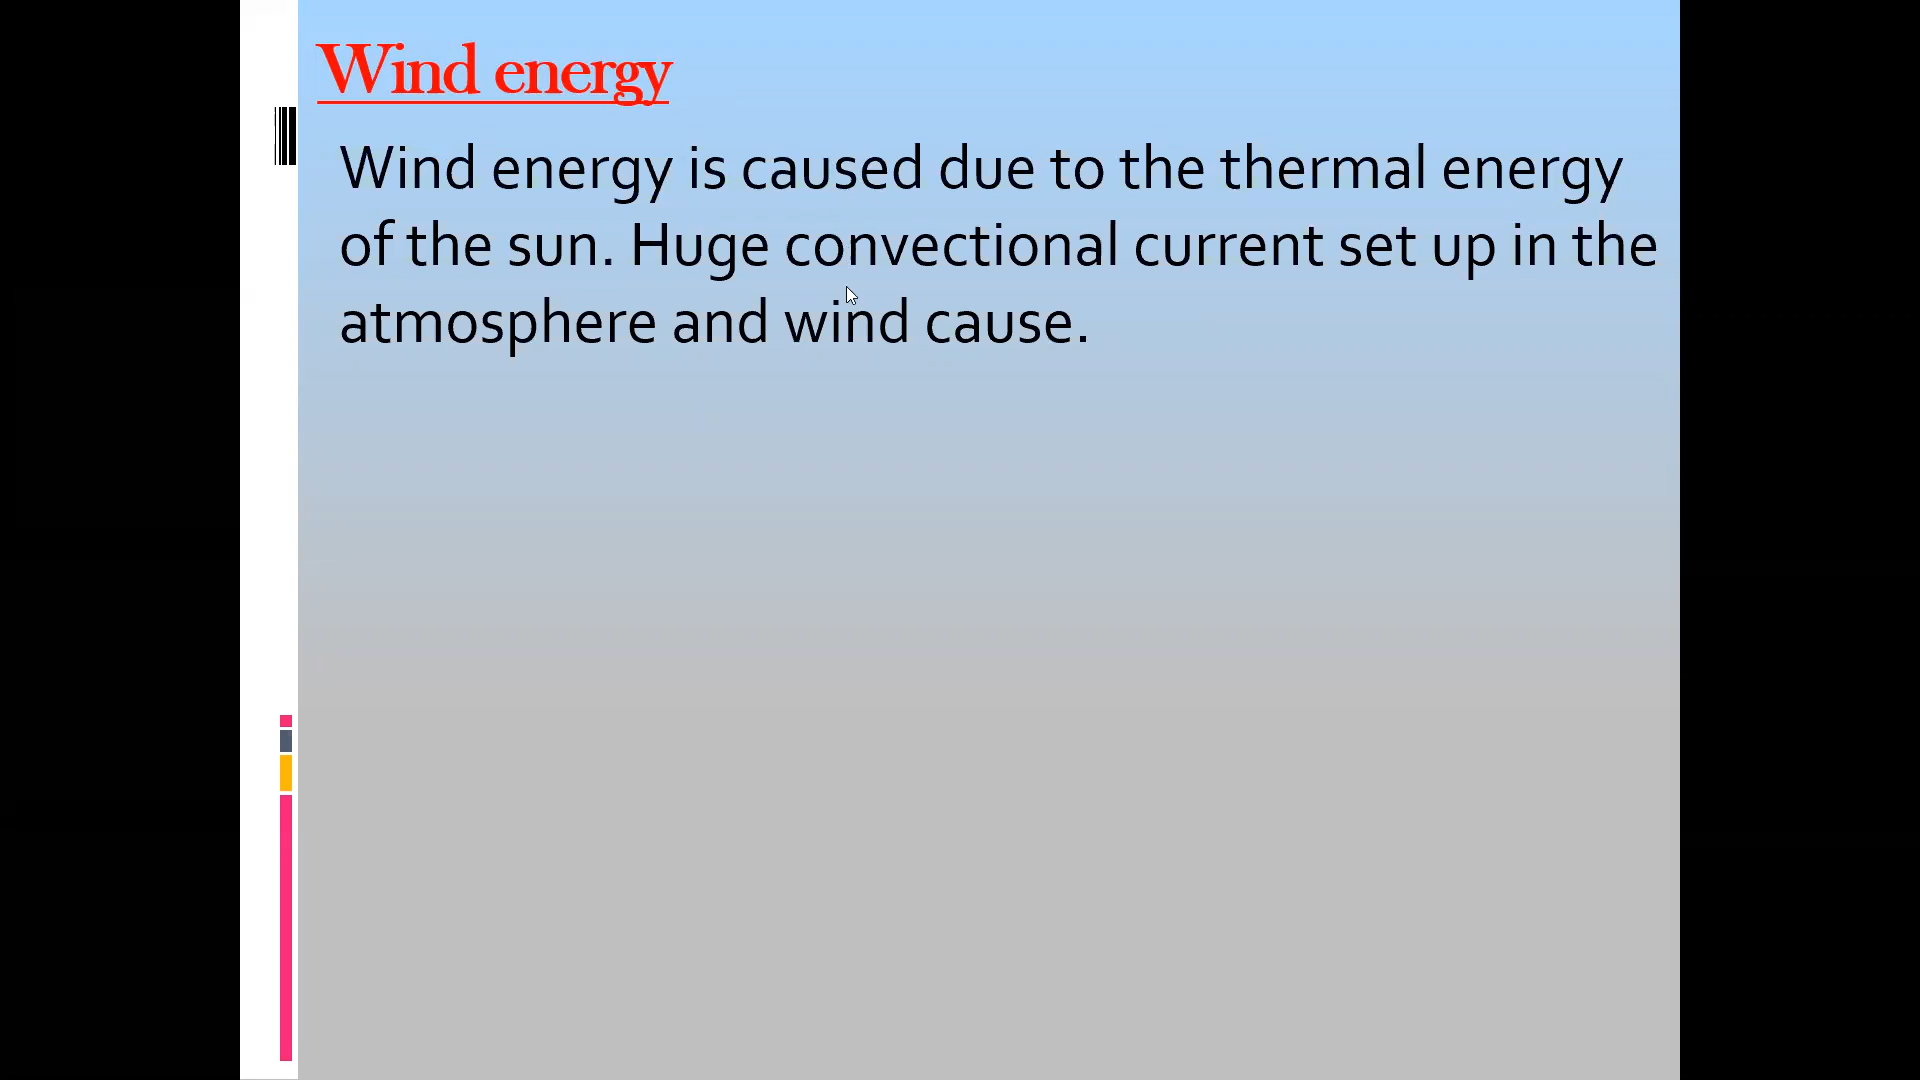 Wind energy
Wind energy is caused due to the thermal energy
of the sun. Huge convectional current set up in the
atmosphere and wind cause.